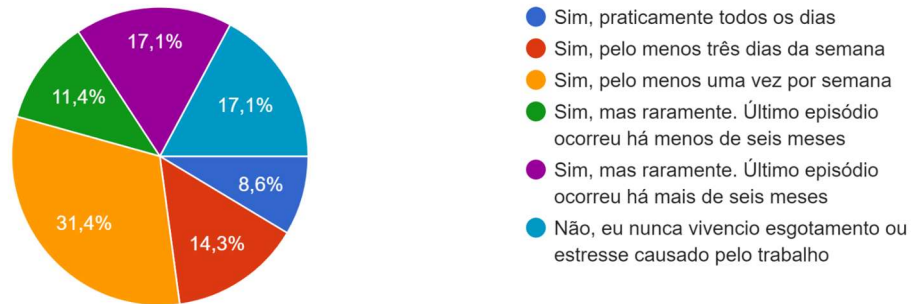 17,1%
17,1%
11,4%
8,6%
31,4%
14,3%
Sim, praticamente todos os dias
Sim, pelo menos três dias da semana
Sim, pelo menos uma vez por semana
Sim, mas raramente. Último episódio
ocorreu há menos de seis meses
Sim, mas raramente. Último episódio
ocorreu há mais de seis meses
Não, eu nunca vivencio esgotamento ou
estresse causado pelo trabalho